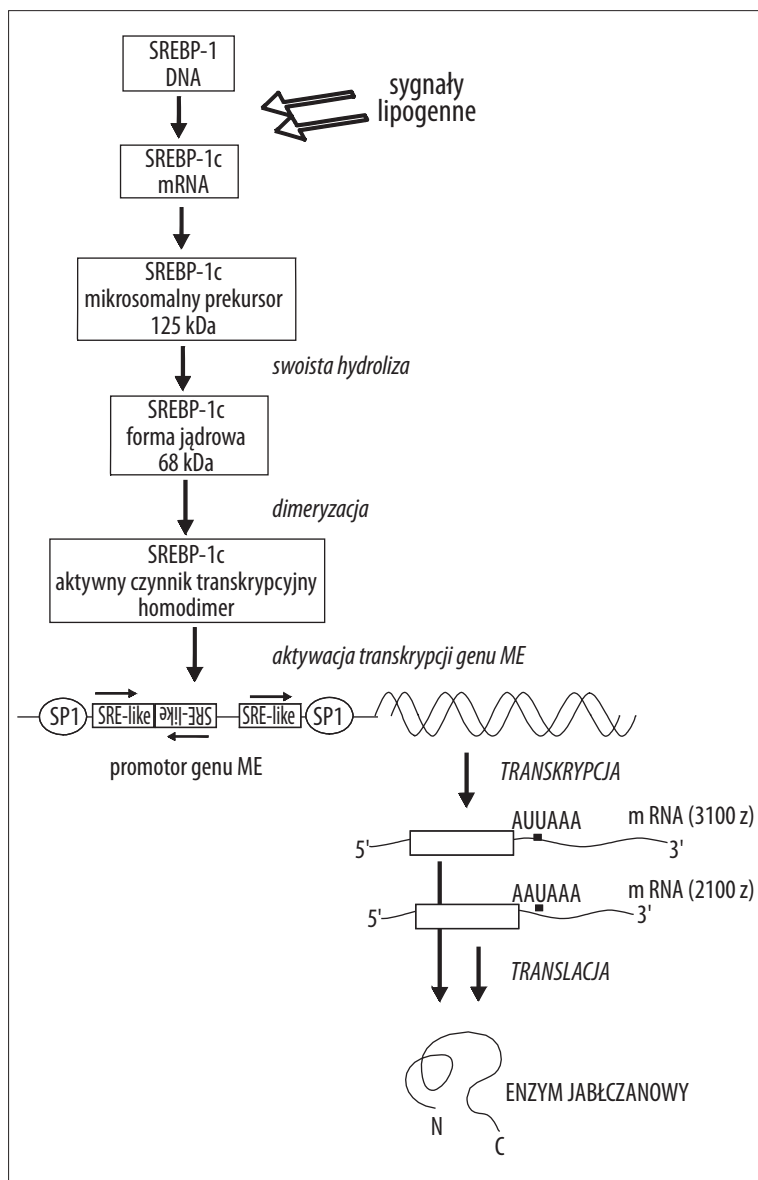 SREBP-1
DNA
sygnały
lipogenne
SREBP-1c
mRNA
SREBP-1c
mikrosomalny prekursor
125 kDa
swoista hydroliza
SREBP-1c
forma jądrowa
68 kDa
dimeryzacja
SREBP-1c
aktywny czynnik transkrypcyjny
homodimer
aktywacja transkrypcji genu ME
SP1 SRE-like SRE-like SRE-like SP1
promotor genu ME
TRANSKRYPCJA
AUUAAA m RNA (3100 z)
5' 3'
AAUAAA m RNA (2100 z)
5' 3'
TRANSLACJA
ENZYM JABŁCZANOWY
N
C